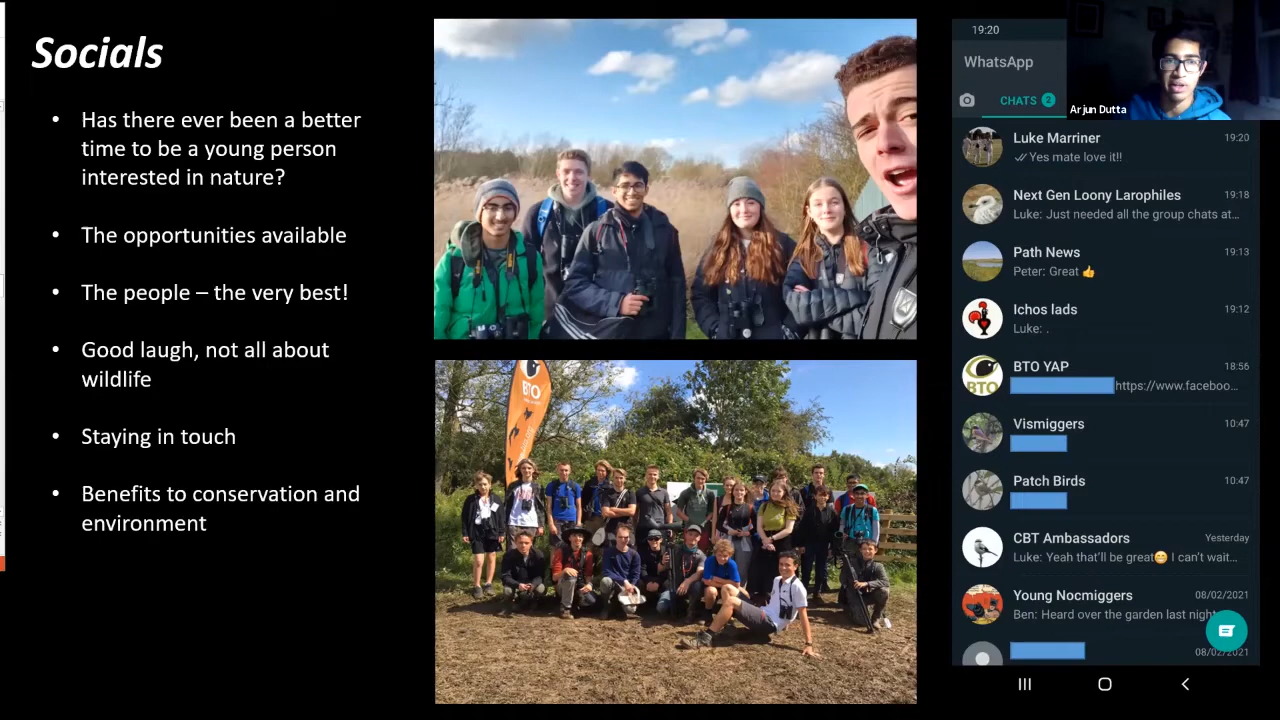 Socials
• Has there ever been a better
time to be a young person
interested in nature?
• The opportunities available
• The people – the very best!
• Good laugh, not all about
wildlife
• Staying in touch
• Benefits to conservation and
environment
BTO
19:20
WhatsApp
CHATS 2
Arjun Dutta
Luke Marriner 19:20
Yes mate love it!!
Next Gen Loony Larophiles 19:18
Luke: Just needed all the group chats at...
Path News 19:13
Peter: Great 👍
Ichos lads 19:12
Luke: .
BTO YAP 18:56
BTO https://www.faceboo...
Vismiggers 10:47
Patch Birds 10:47
CBT Ambassadors Yesterday
Luke: Yeah that'll be great😊 I can't wait...
Young Nocmiggers 08/02/2021
Ben: Heard over the garden last night
08/02/2021